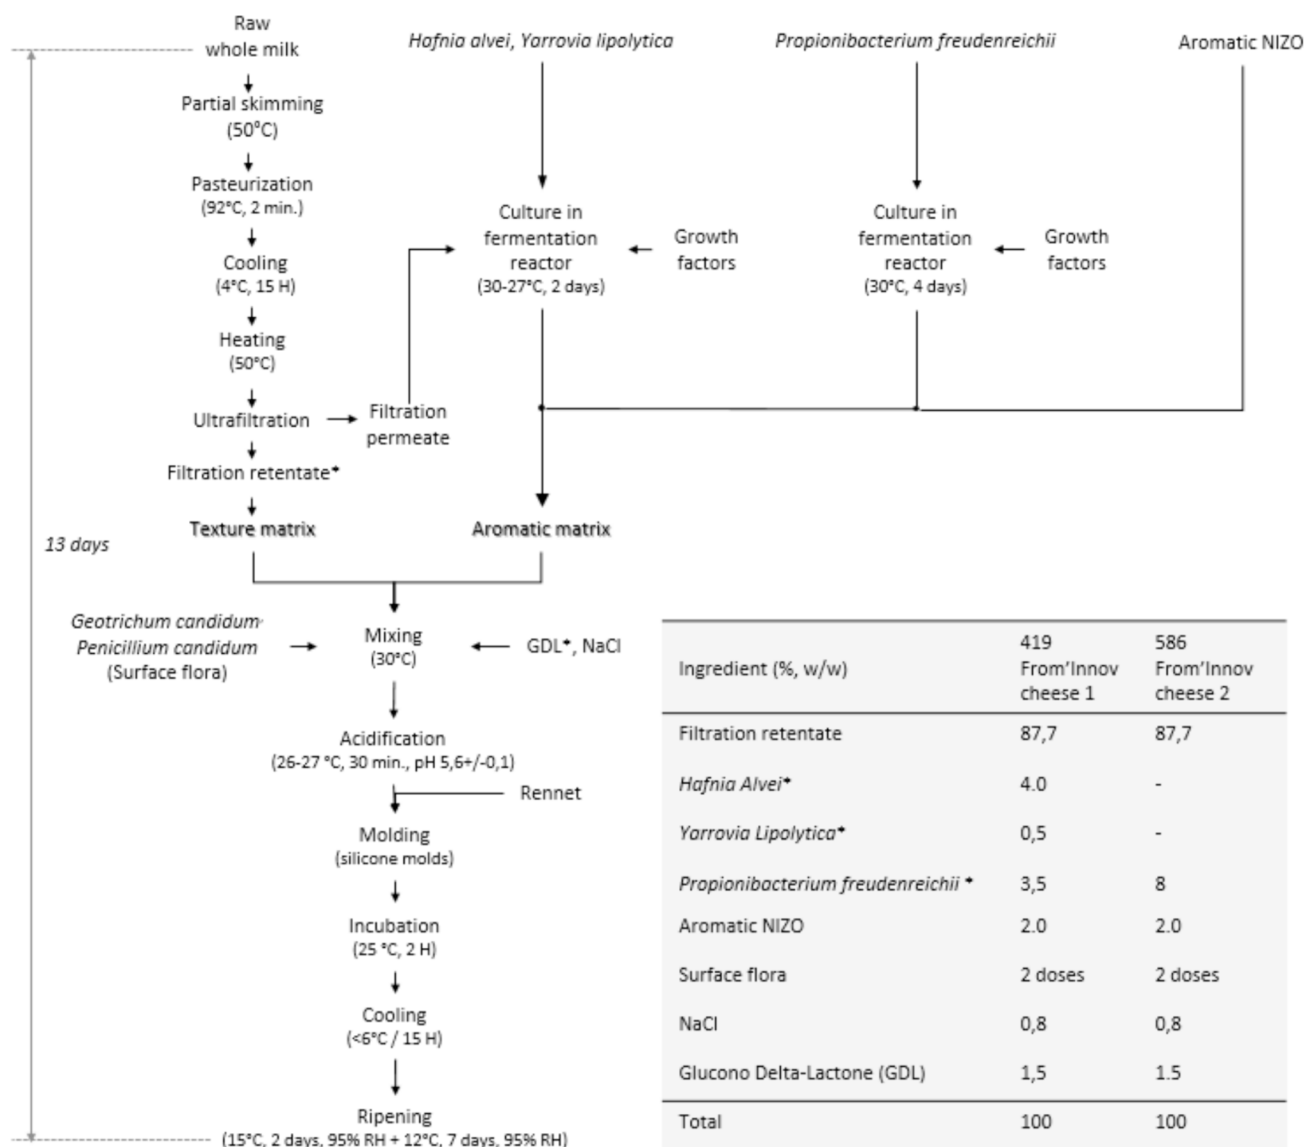 Raw
whole milk
Hafnia alvei, Yarrovia lipolytica
Propionibacterium freudenreichii
Aromatic NIZO
Partial skimming
(50°C)
Pasteurization
(92°C, 2 min.)
Cooling
(4°C, 15 H)
Heating
(50°C)
Ultrafiltration
Filtration
permeate
Filtration retentate*
Texture matrix
Culture in
fermentation
reactor
(30-27°C, 2 days)
Growth
factors
Culture in
fermentation
reactor
(30°C, 4 days)
Growth
factors
Aromatic matrix
13 days
Geotrichum candidum
Penicillium candidum
(Surface flora)
Mixing
(30°C)
GDL*, NaCl
Acidification
(26-27 °C, 30 min., pH 5,6+/-0,1)
Rennet
Molding
(silicone molds)
Incubation
(25 °C, 2 H)
Cooling
(<6°C / 15 H)
Ripening
(15°C, 2 days, 95% RH + 12°C, 7 days, 95% RH)
Ingredient (%, w/w) 419 From'Innov cheese 1 586 From'Innov cheese 2
Filtration retentate 87,7 87,7
Hafnia Alvei* 4.0 -
Yarrovia Lipolytica* 0,5 -
Propionibacterium freudenreichii * 3,5 8
Aromatic NIZO 2.0 2.0
Surface flora 2 doses 2 doses
NaCl 0,8 0,8
Glucono Delta-Lactone (GDL) 1,5 1.5
Total 100 100